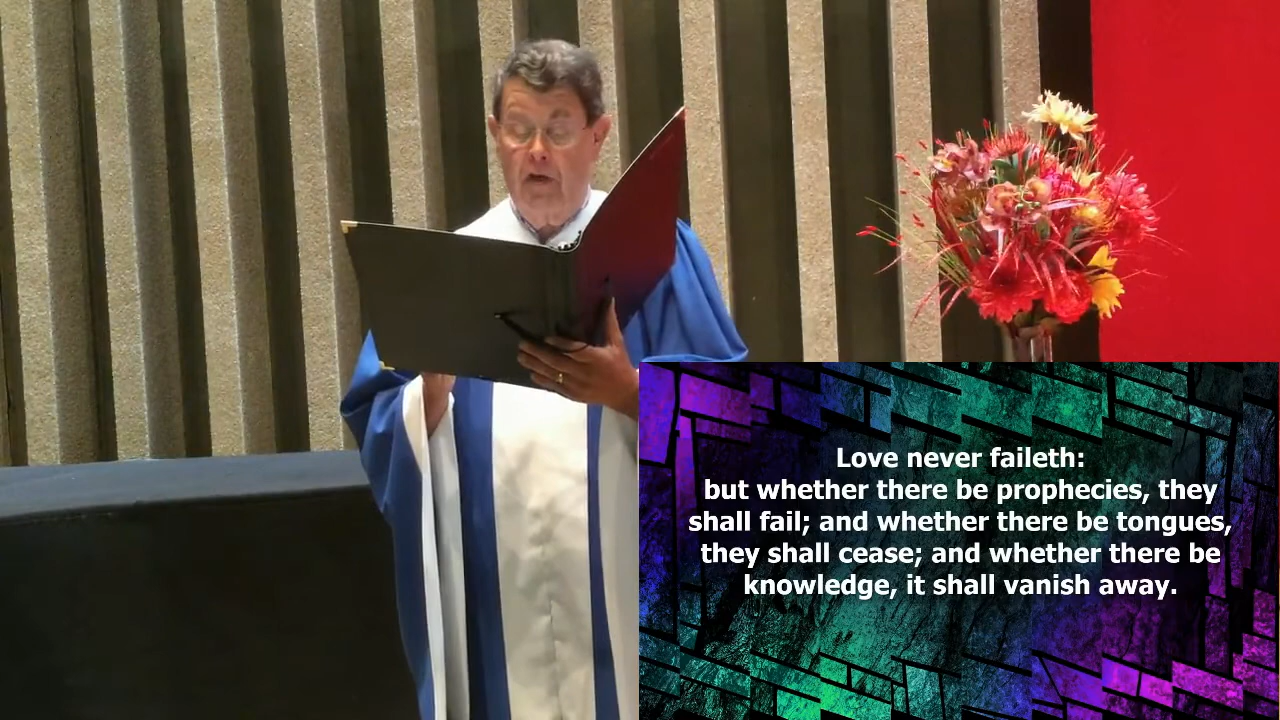 Love never faileth:
but whether there be prophecies, they
shall fail; and whether there be tongues,
they shall cease; and whether there be
knowledge, it shall vanish away.